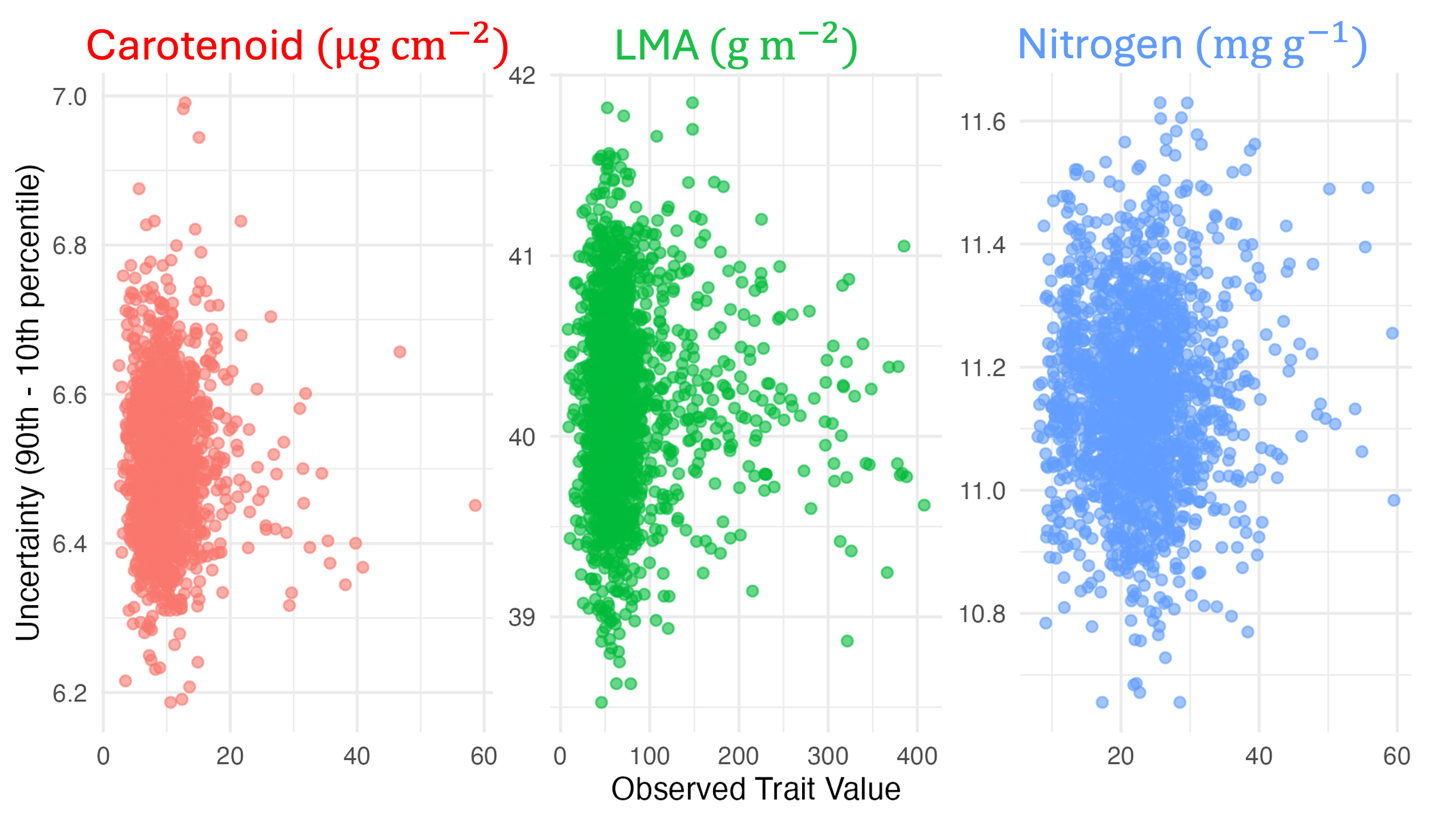 Carotenoid (μg cm⁻²)
LMA (g m⁻²)
Nitrogen (mg g⁻¹)
Uncertainty (90th - 10th percentile)
7.0
6.8
6.6
6.4
6.2
0 20 40 60
42
41
40
39
0 100 200 300 400
11.6
11.4
11.2
11.0
10.8
20 40 60
Observed Trait Value